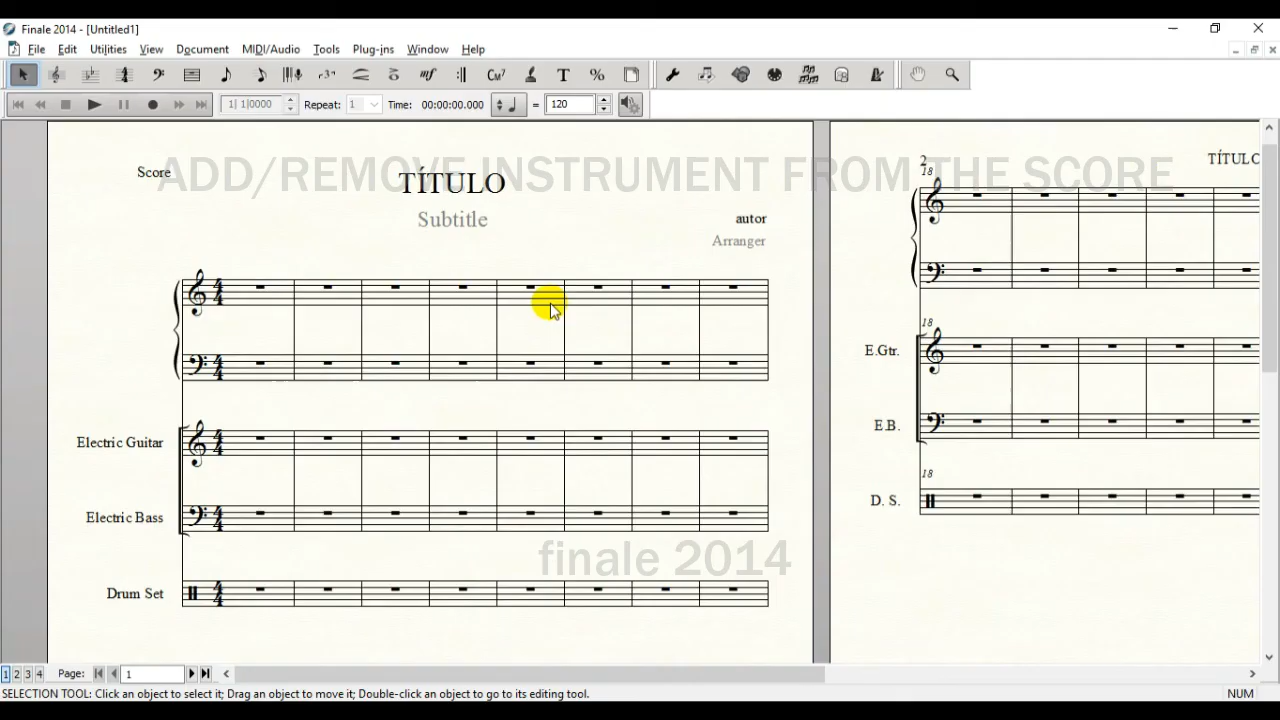 Finale 2014 - [Untitled1]
File Edit Utilities View Document MIDI/Audio Tools Plug-ins Window Help
1| 1|0000 Repeat: 1 Time: 00:00:00.000 = 120
ADD/REMOVE INSTRUMENT FROM THE SCORE
Score
TÍTULO
Subtitle
autor
Arranger
Electric Guitar
Electric Bass
Drum Set
finale 2014
2
18
TÍTULO
18
E.Gtr.
E.B.
18
D. S.
1 2 3 4 Page: 1
SELECTION TOOL: Click an object to select it; Drag an object to move it; Double-click an object to go to its editing tool.
NUM